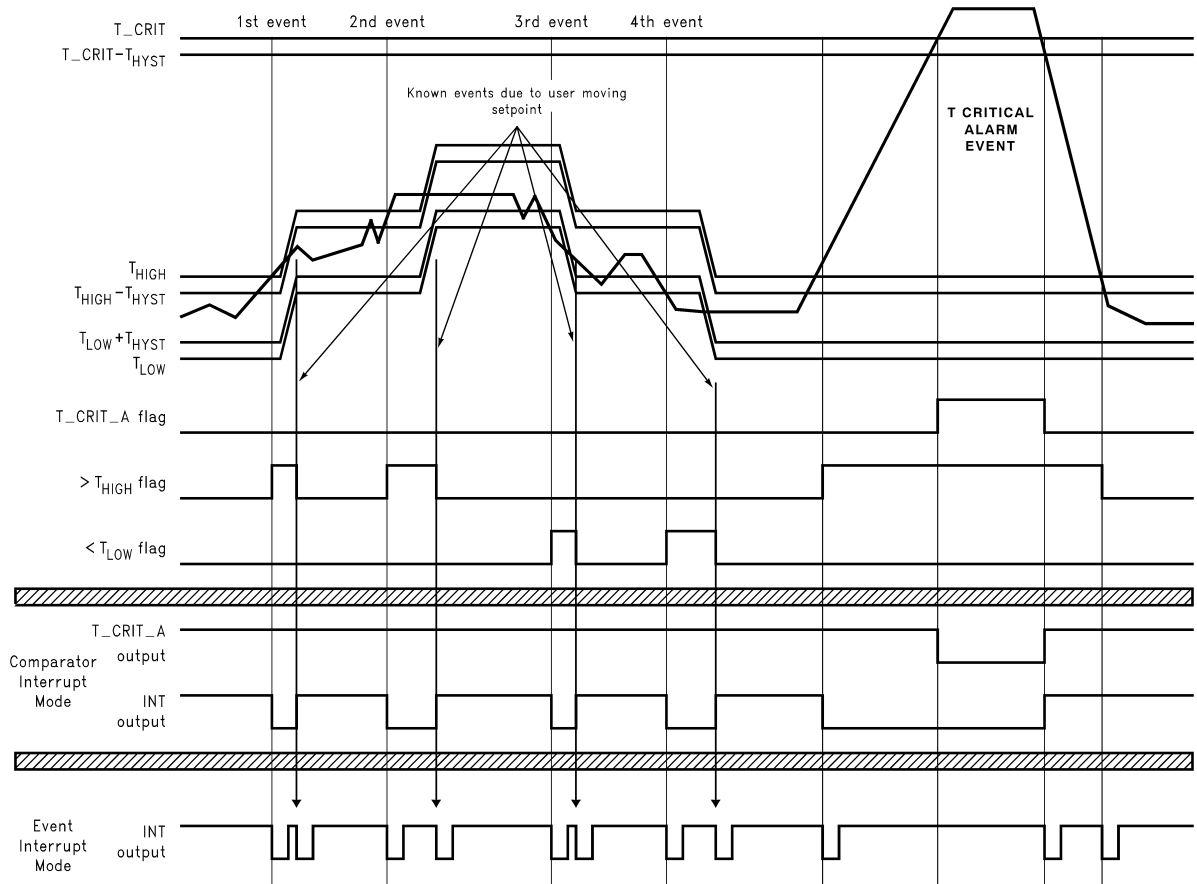 1st event 2nd event 3rd event 4th event
T_CRIT
T_CRIT-THYST
Known events due to user moving
setpoint
T CRITICAL
ALARM
EVENT
THIGH
THIGH-THYST
TLOW+THYST
TLOW
T_CRIT_A flag
> THIGH flag
< TLOW flag
T_CRIT_A
output
Comparator
Interrupt
Mode
INT
output
Event
Interrupt
Mode
INT
output